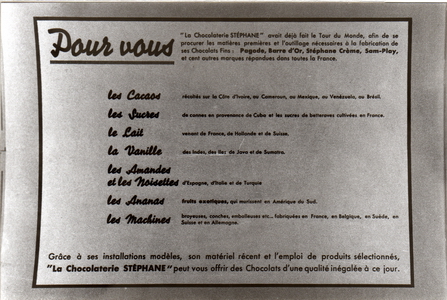 Pour vous
"La Chocolaterie STÉPHANE" avait déjà fait le Tour du Monde, afin de se
procurer les matières premières et l'outillage nécessaires à la fabrication de
ses Chocolats Fins : Pagode, Barre d'Or, Stéphane Crème, Sam-Play,
et cent autres marques répandues dans toute la France.
les Cacaos récoltés sur la Côte d'Ivoire, au Cameroun, au Mexique, au Vénézuela, au Brésil.
les Sucres de cannes en provenance de Cuba et les sucres de betteraves cultivées en France.
le Lait venant de France, de Hollande et de Suisse.
la Vanille des Indes, des Iles de Java et de Sumatra.
les Amandes
et les Noisettes d'Espagne, d'Italie et de Turquie
les Ananas fruits exotiques, qui murissent en Amérique du Sud.
les Machines broyeuses, conches, emballeuses etc... fabriquées en France, en Belgique, en Suède, en
Suisse et en Allemagne.
Grâce à ses installations modèles, son matériel récent et l'emploi de produits sélectionnés,
"La Chocolaterie STÉPHANE" peut vous offrir des Chocolats d'une qualité inégalée à ce jour.